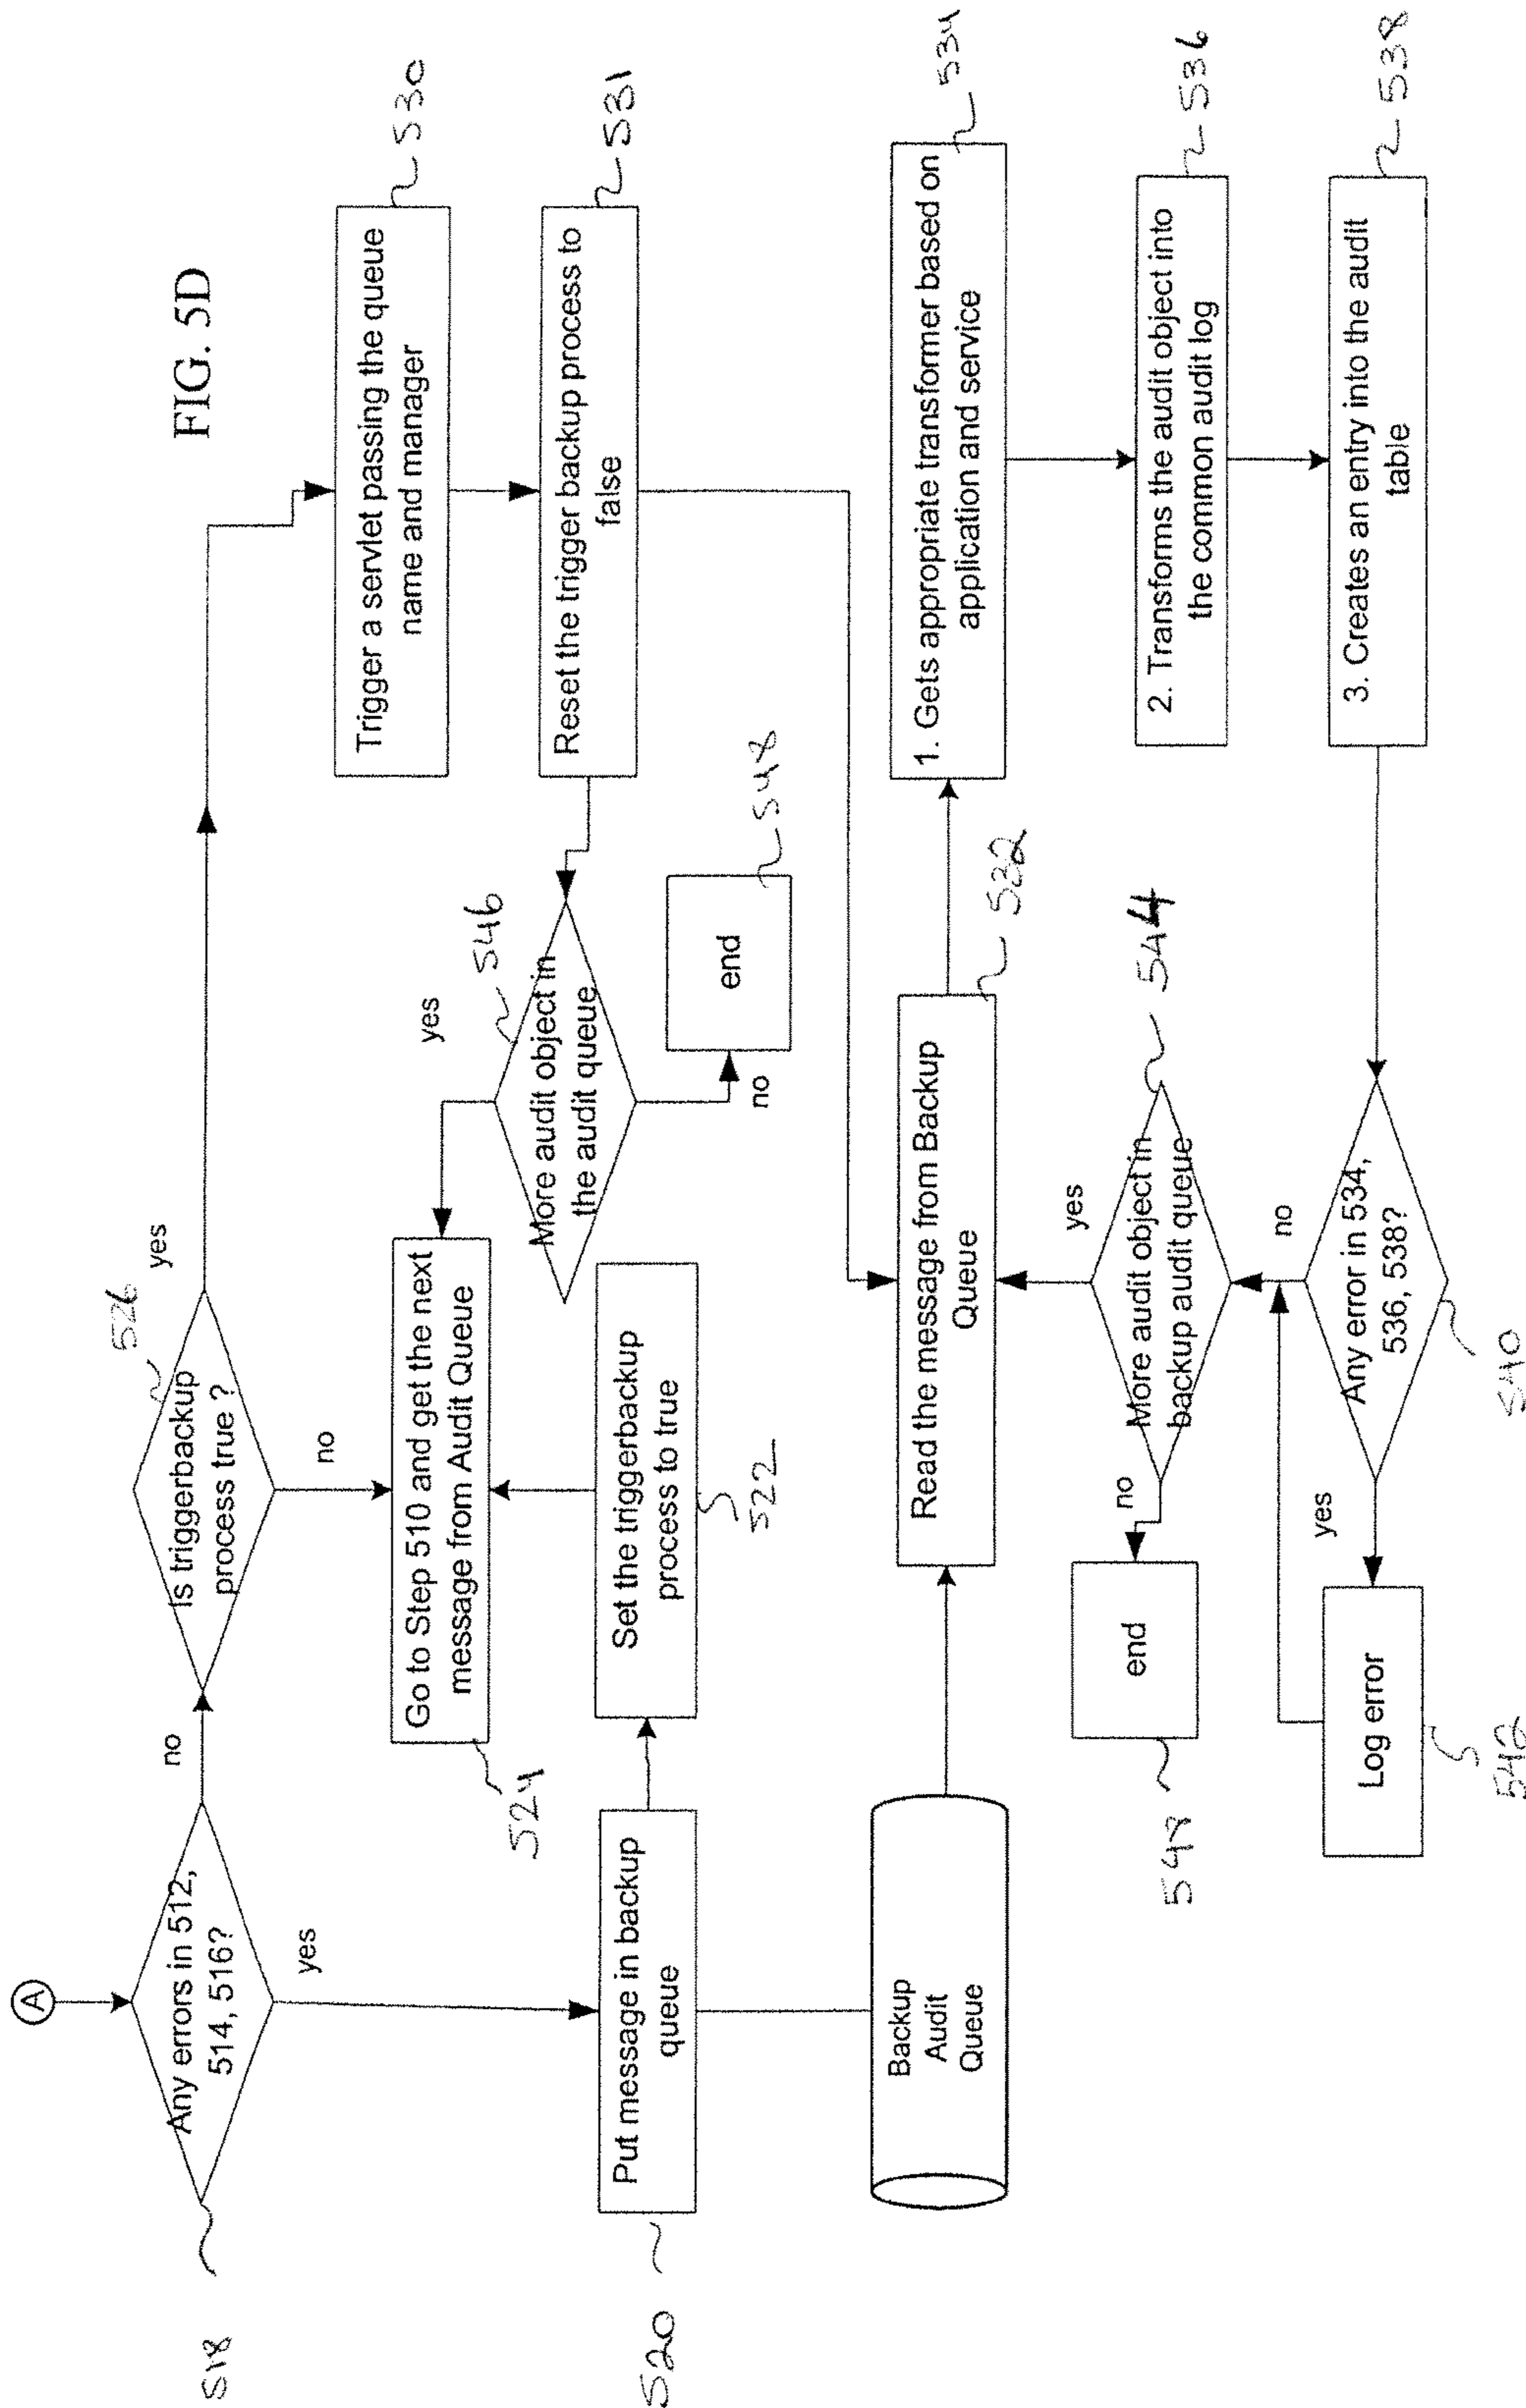 FIG. 5D
A
Any errors in 512,
514, 516?
518
no
yes
Is triggerbackup
process true ?
526
yes
no
Trigger a servlet passing the queue
name and manager
530
Reset the trigger backup process to
false
531
Go to Step 510 and get the next
message from Audit Queue
524
yes
546
More audit object in
the audit queue
no
end
548
Put message in backup
queue
520
Set the triggerbackup
process to true
522
Backup
Audit
Queue
Read the message from Backup
Queue
532
1. Gets appropriate transformer based on
application and service
534
2. Transforms the audit object into
the common audit log
536
3. Creates an entry into the audit
table
538
yes
More audit object in
backup audit queue
544
no
end
548
no
Any error in 534,
536, 538?
540
yes
Log error
542